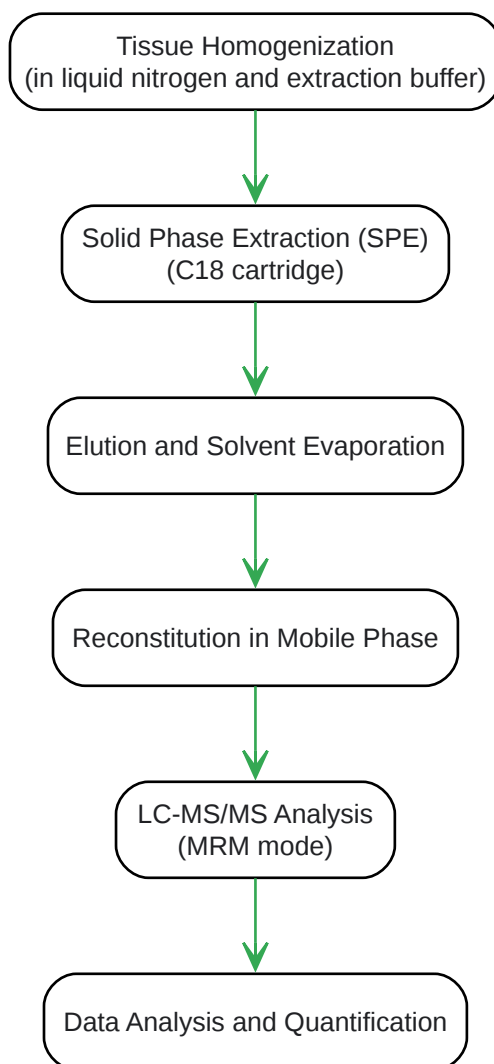 Tissue Homogenization
(in liquid nitrogen and extraction buffer)
Solid Phase Extraction (SPE)
(C18 cartridge)
Elution and Solvent Evaporation
Reconstitution in Mobile Phase
LC-MS/MS Analysis
(MRM mode)
Data Analysis and Quantification